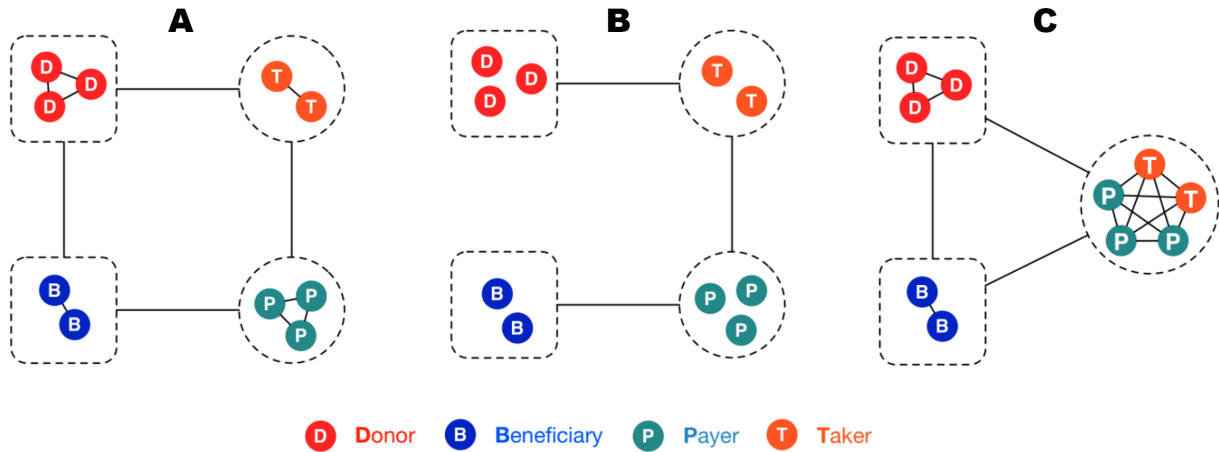 A B C
D D D T T
D D D T T
D D D T T P P P
B B P P P
B B P P P
B B
D Donor B Beneficiary P Payer T Taker